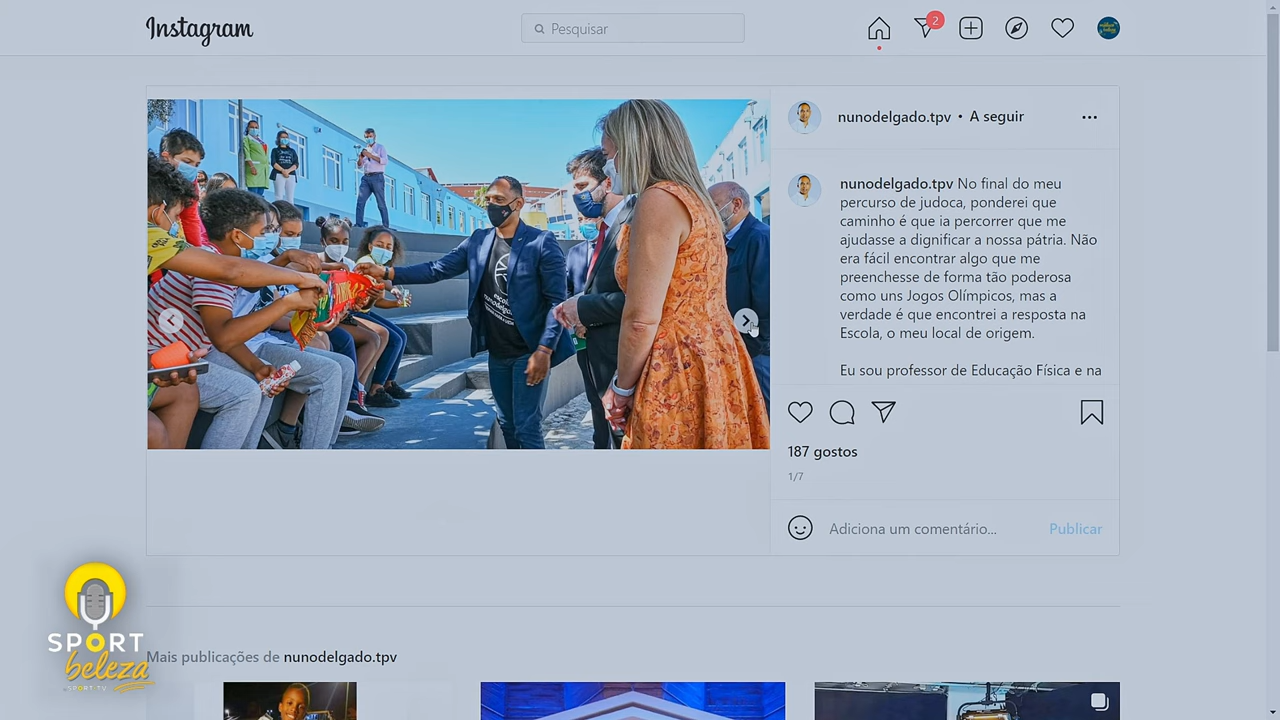 Instagram
Pesquisar
2
nunodelgado.tpv • A seguir
nunodelgado.tpv No final do meu
percurso de judoca, ponderei que
caminho é que ia percorrer que me
ajudasse a dignificar a nossa pátria. Não
era fácil encontrar algo que me
preenchesse de forma tão poderosa
como uns Jogos Olímpicos, mas a
verdade é que encontrei a resposta na
Escola, o meu local de origem.
Eu sou professor de Educação Física e na
187 gostos
1/7
Adiciona um comentário...
Publicar
SPORT
beleza
SPORT TV
Mais publicações de nunodelgado.tpv